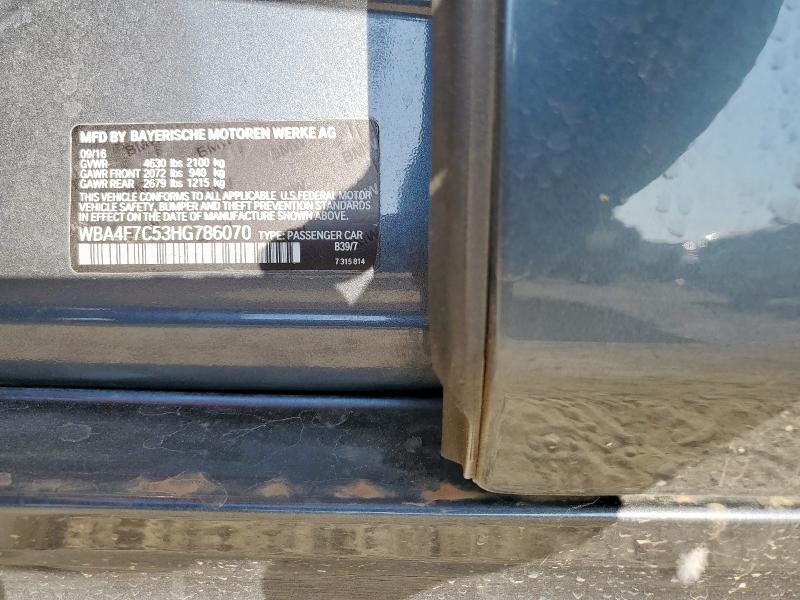 MFD BY BAYERISCHE MOTOREN WERKE AG
09/16
GVWR 4630 lbs 2100 kg
GAWR FRONT 2072 lbs 940 kg
GAWR REAR 2679 lbs 1215 kg
THIS VEHICLE CONFORMS TO ALL APPLICABLE U.S.FEDERAL MOTOR
VEHICLE SAFETY, BUMPER AND THEFT PREVENTION STANDARDS
IN EFFECT ON THE DATE OF MANUFACTURE SHOWN ABOVE.
WBA4F7C53HG786070 TYPE: PASSENGER CAR
B39/7
7 315 814